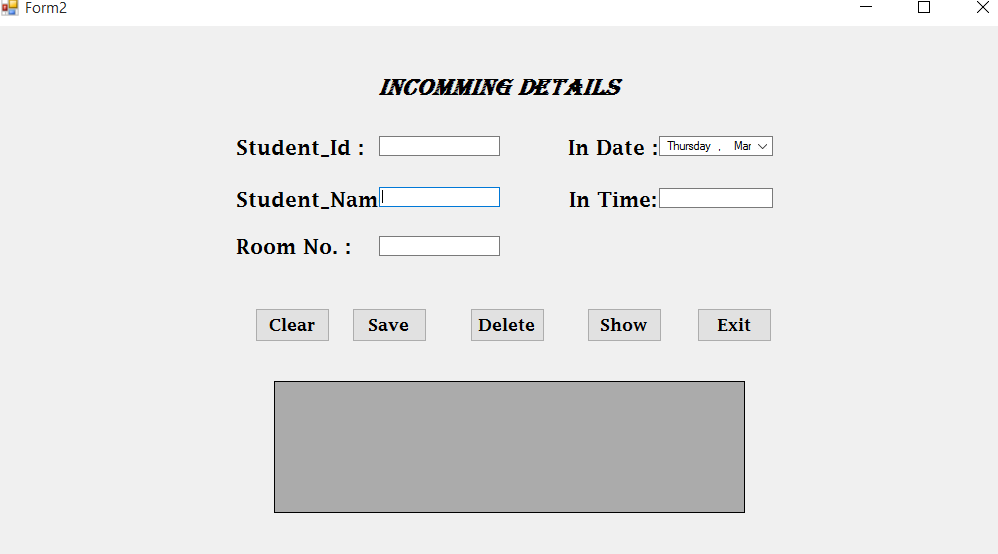 Form2
INCOMMING DETAILS
Student_Id : In Date : Thursday , Mar
Student_Nam In Time:
Room No. :
Clear Save Delete Show Exit